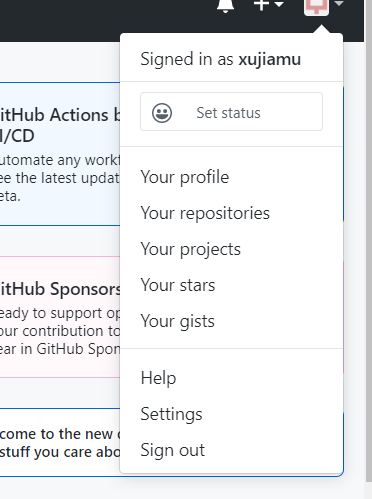 Signed in as xujiamu
Set status
Your profile
Your repositories
Your projects
Your stars
Your gists
Help
Settings
Sign out
itHub Actions b
I/CD
utomate any workf
ee the latest updat
eta.
itHub Sponsors
eady to support op
our contribution to
ear in GitHub Spon
come to the new
stuff you care abo